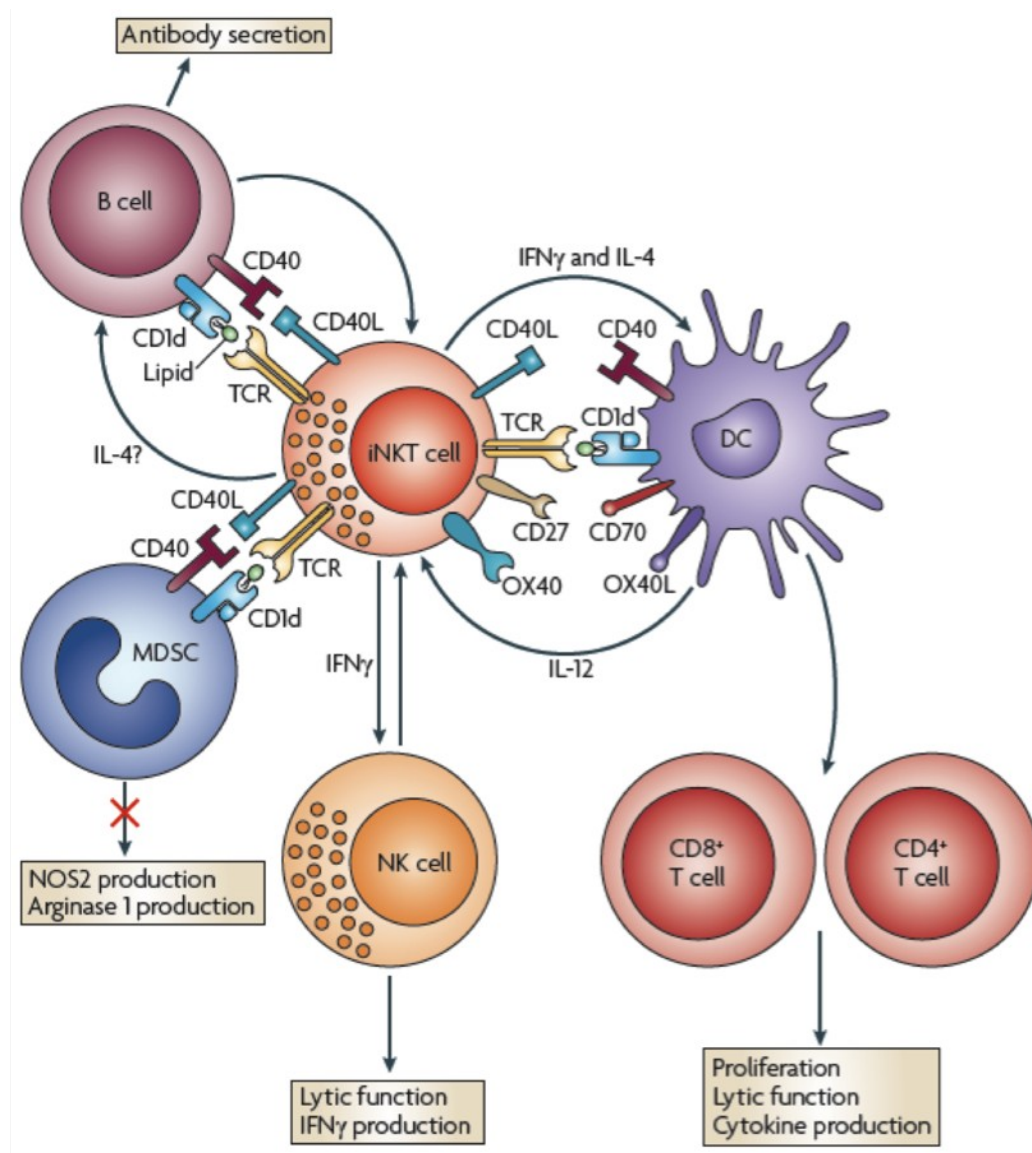 Antibody secretion
B cell
CD40
CD1d
Lipid
CD40L
TCR
IFNγ and IL-4
CD40L
CD40
TCR
CD1d
DC
iNKT cell
IL-4?
CD40L
CD27
CD70
CD40
TCR
OX40
OX40L
CD1d
MDSC
IFNγ
IL-12
NOS2 production
Arginase 1 production
NK cell
CD8⁺
T cell
CD4⁺
T cell
Lytic function
IFNγ production
Proliferation
Lytic function
Cytokine production